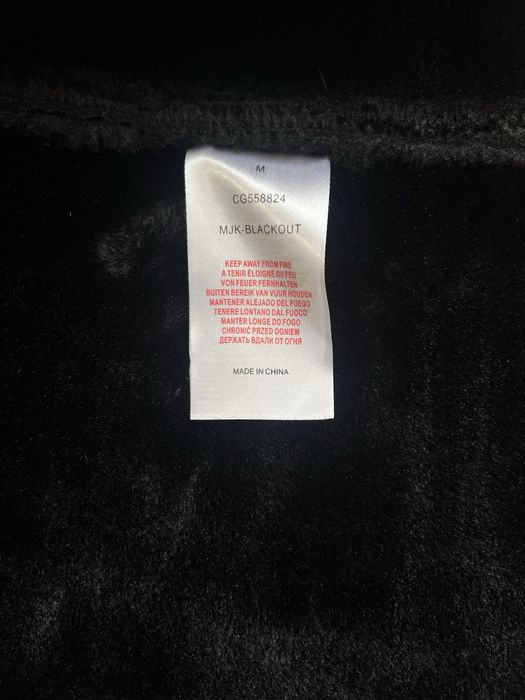 M
CG558824
MJK-BLACKOUT
KEEP AWAY FROM FIRE
A TENIR ÉLOIGNÉ DU FEU
VON FEUER FERNHALTEN
BUITEN BEREIK VAN VUUR HOUDEN
MANTENER ALEJADO DEL FUEGO
TENERE LONTANO DAL FUOCO
MANTER LONGE DO FOGO
CHRONIĆ PRZED OGNIEM
ДЕРЖАТЬ ВДАЛИ ОТ ОГНЯ
MADE IN CHINA